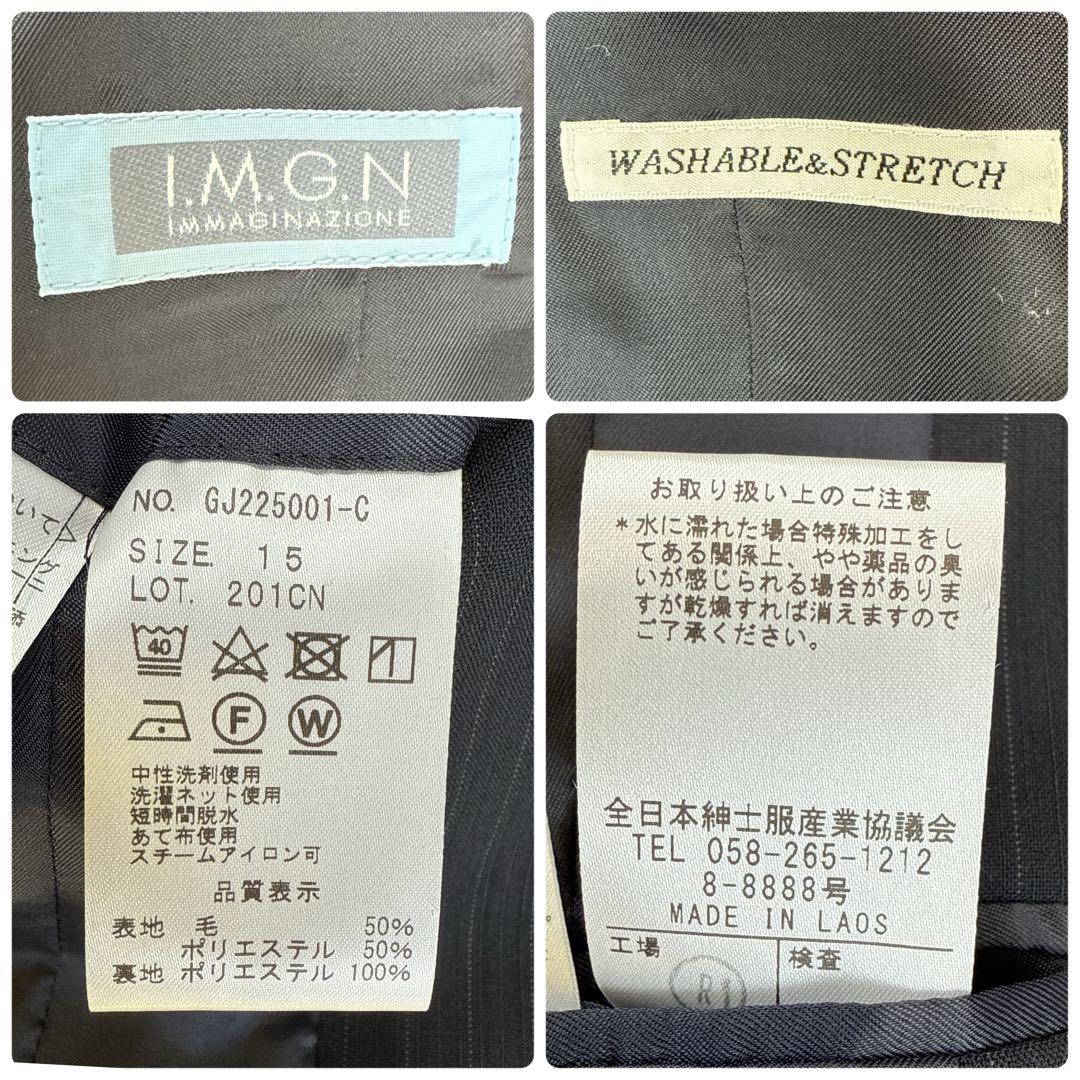 I.M.G.N
IMMAGINAZIONE
WASHABLE&STRETCH
NO. GJ225001-C
SIZE. 15
LOT. 201CN
40
F W
中性洗剤使用
洗濯ネット使用
短時間脱水
あて布使用
スチームアイロン可
品質表示
表地 毛 50%
ポリエステル 50%
裏地 ポリエステル 100%
お取り扱い上のご注意
*水に濡れた場合特殊加工をし
てある関係上、やや薬品の臭
いが感じられる場合がありま
すが乾燥すれば消えますので
ご了承ください。
全日本紳士服産業協議会
TEL 058-265-1212
8-8888号
MADE IN LAOS
工場 検査